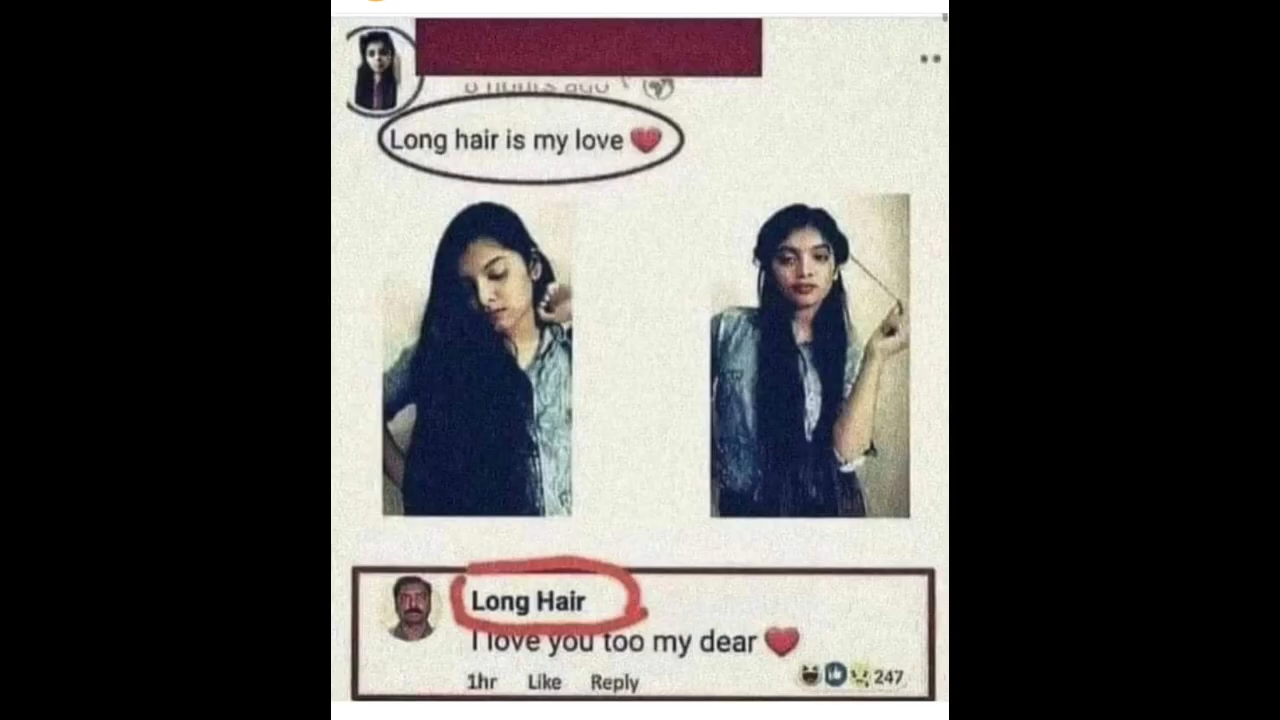 Long hair is my love ❤
Long Hair
I love you too my dear ❤
1hr Like Reply
247